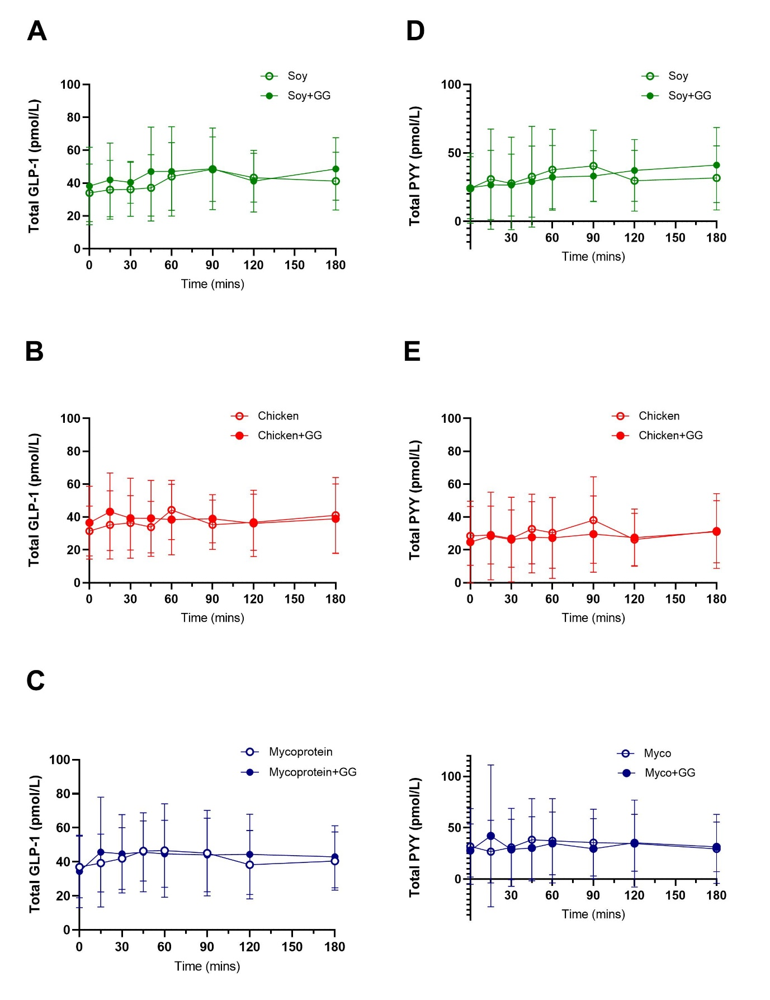 A
Soy
Soy+GG
100
80
60
40
20
0
Total GLP-1 (pmol/L)
0 30 60 90 120 150 180
Time (mins)
D
Soy
Soy+GG
100
50
0
Total PYY (pmol/L)
30 60 90 120 150 180
Time (mins)
B
Chicken
Chicken+GG
100
80
60
40
20
0
Total GLP-1 (pmol/L)
0 30 60 90 120 150 180
Time (mins)
E
Chicken
Chicken+GG
100
80
60
40
20
0
Total PYY (pmol/L)
0 30 60 90 120 150 180
Time (mins)
C
Mycoprotein
Mycoprotein+GG
100
80
60
40
20
0
Total GLP-1 (pmol/L)
0 30 60 90 120 150 180
Time (mins)
Myco
Myco+GG
100
50
0
Total PYY (pmol/L)
30 60 90 120 150 180
Time (mins)